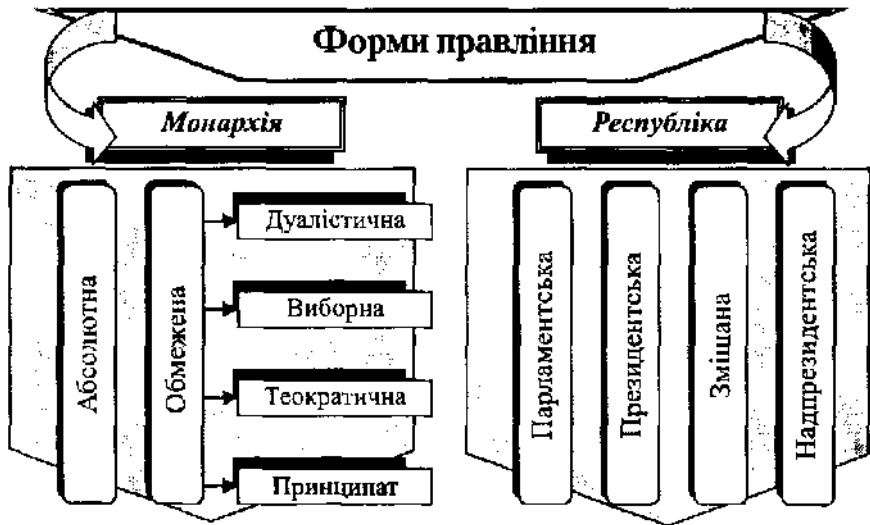 Форми правління
Монархія
Республіка
Абсолютна
Обмежена
Дуалістична
Виборна
Теократична
Принципат
Парламентська
Президентська
Змішана
Надпрезидентська